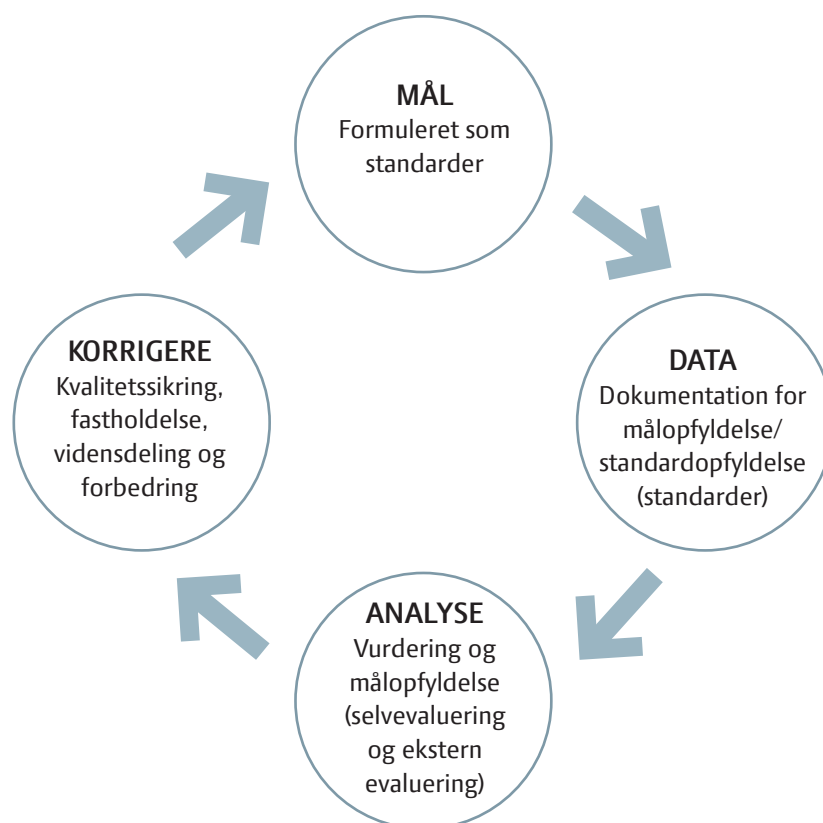 MÅL
Formuleret som
standarder
DATA
Dokumentation for
målopfyldelse/
standardopfyldelse
(standarder)
ANALYSE
Vurdering og
målopfyldelse
(selvevaluering
og ekstern
evaluering)
KORRIGERE
Kvalitetssikring,
fastholdelse,
vidensdeling og
forbedring